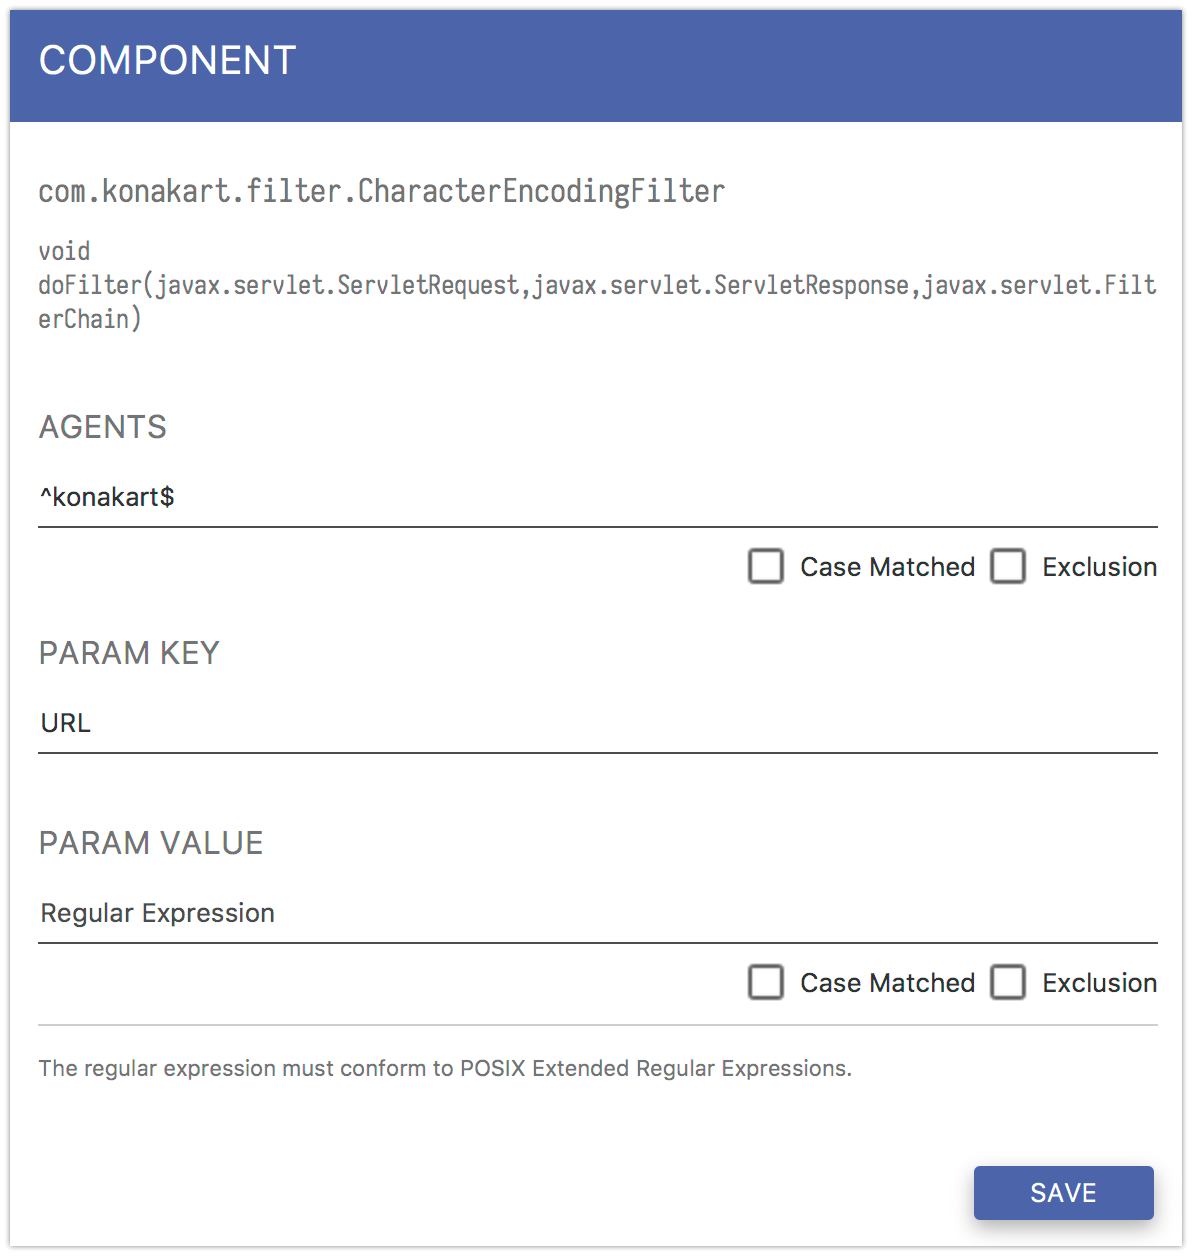 COMPONENT
com.konakart.filter.CharacterEncodingFilter
void
doFilter(javax.servlet.ServletRequest,javax.servlet.ServletResponse,javax.servlet.Filt
erChain)
AGENTS
^konakart$
Case Matched Exclusion
PARAM KEY
URL
PARAM VALUE
Regular Expression
Case Matched Exclusion
The regular expression must conform to POSIX Extended Regular Expressions.
SAVE